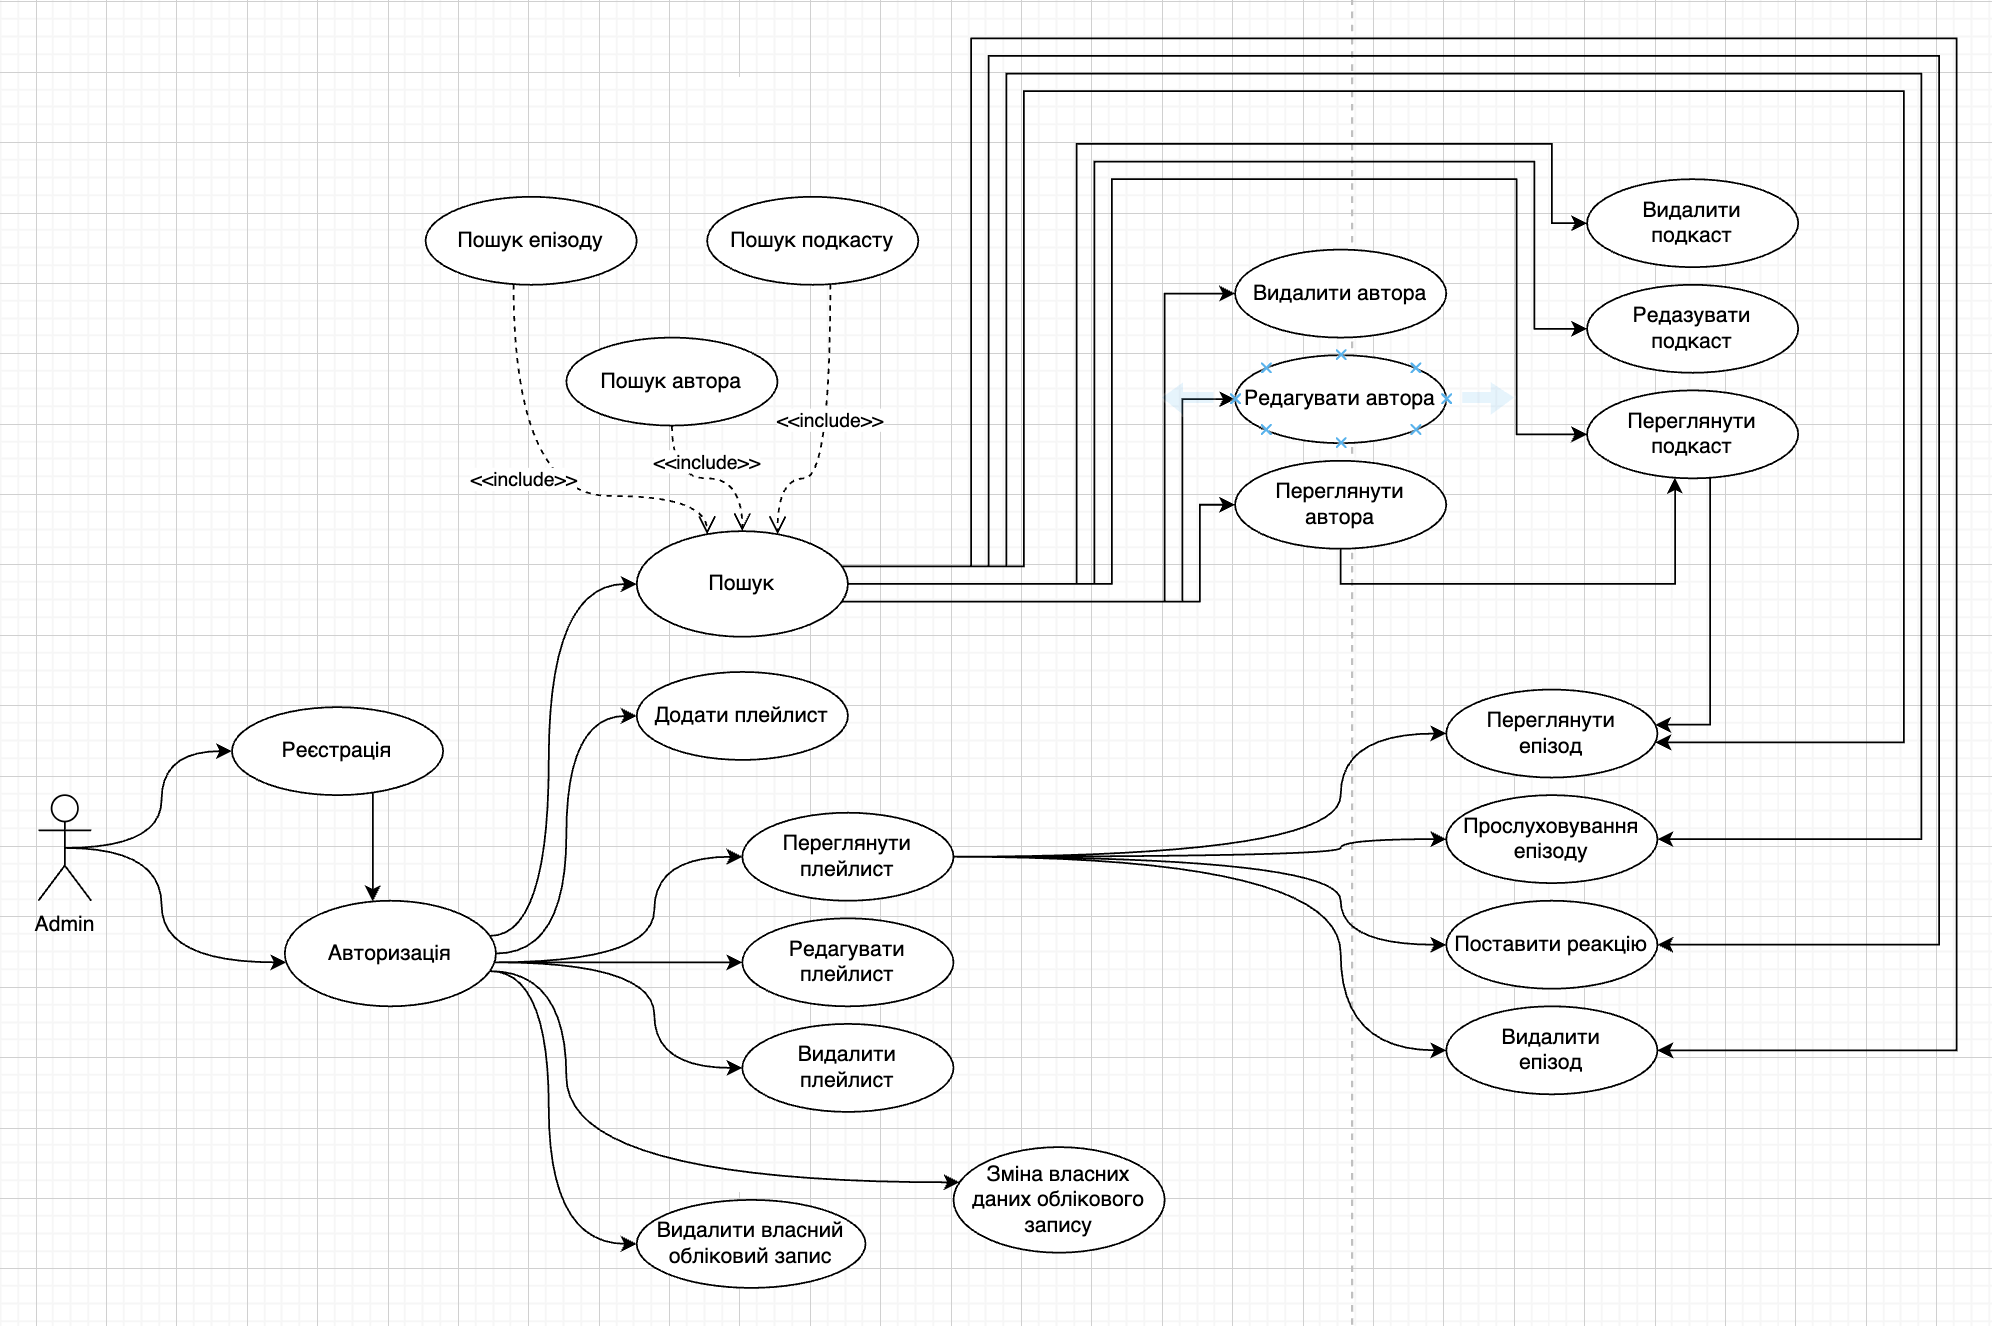 Пошук епізоду
Пошук подкасту
Видалити
подкаст
Видалити автора
Редазувати
подкаст
Пошук автора
Редагувати автора
<<include>>
Переглянути
подкаст
<<include>>
<<include>>
Переглянути
автора
Пошук
Додати плейлист
Переглянути
епізод
Реєстрація
Прослуховування
епізоду
Переглянути
плейлист
Admin
Авторизація
Редагувати
плейлист
Поставити реакцію
Видалити
епізод
Видалити
плейлист
Зміна власних
даних облікового
запису
Видалити власний
обліковий запис